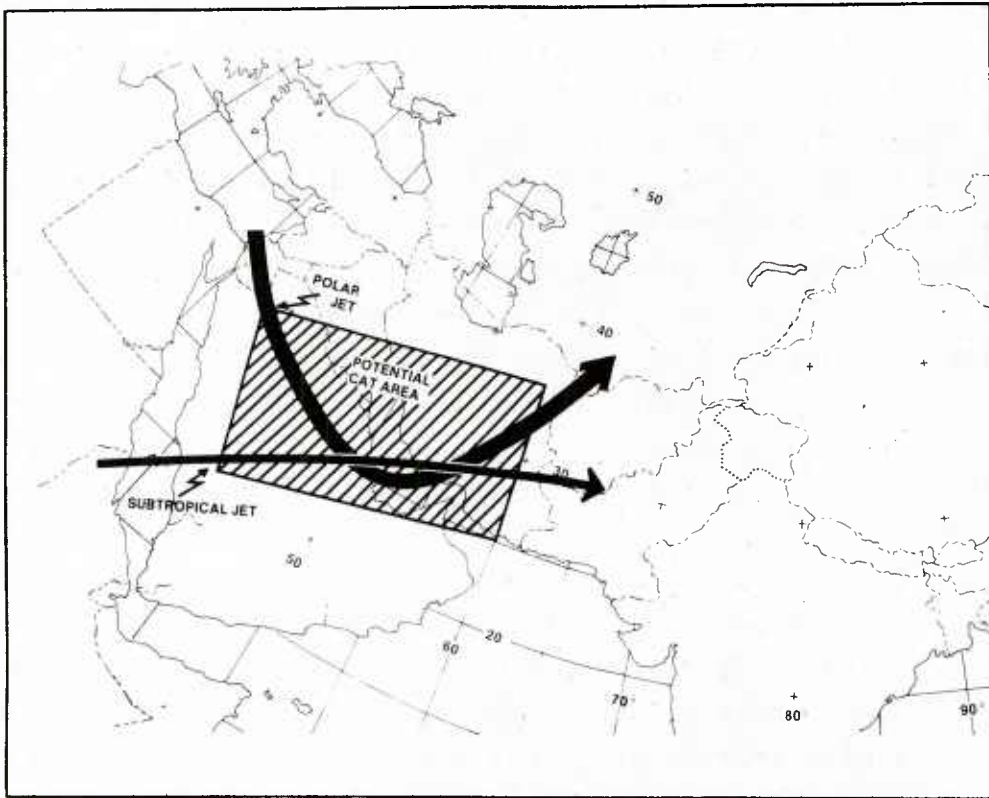 50
POLAR
JET
40
POTENTIAL
CAT AREA
30
SUBTROPICAL JET
50
20
60
70°
80
90°